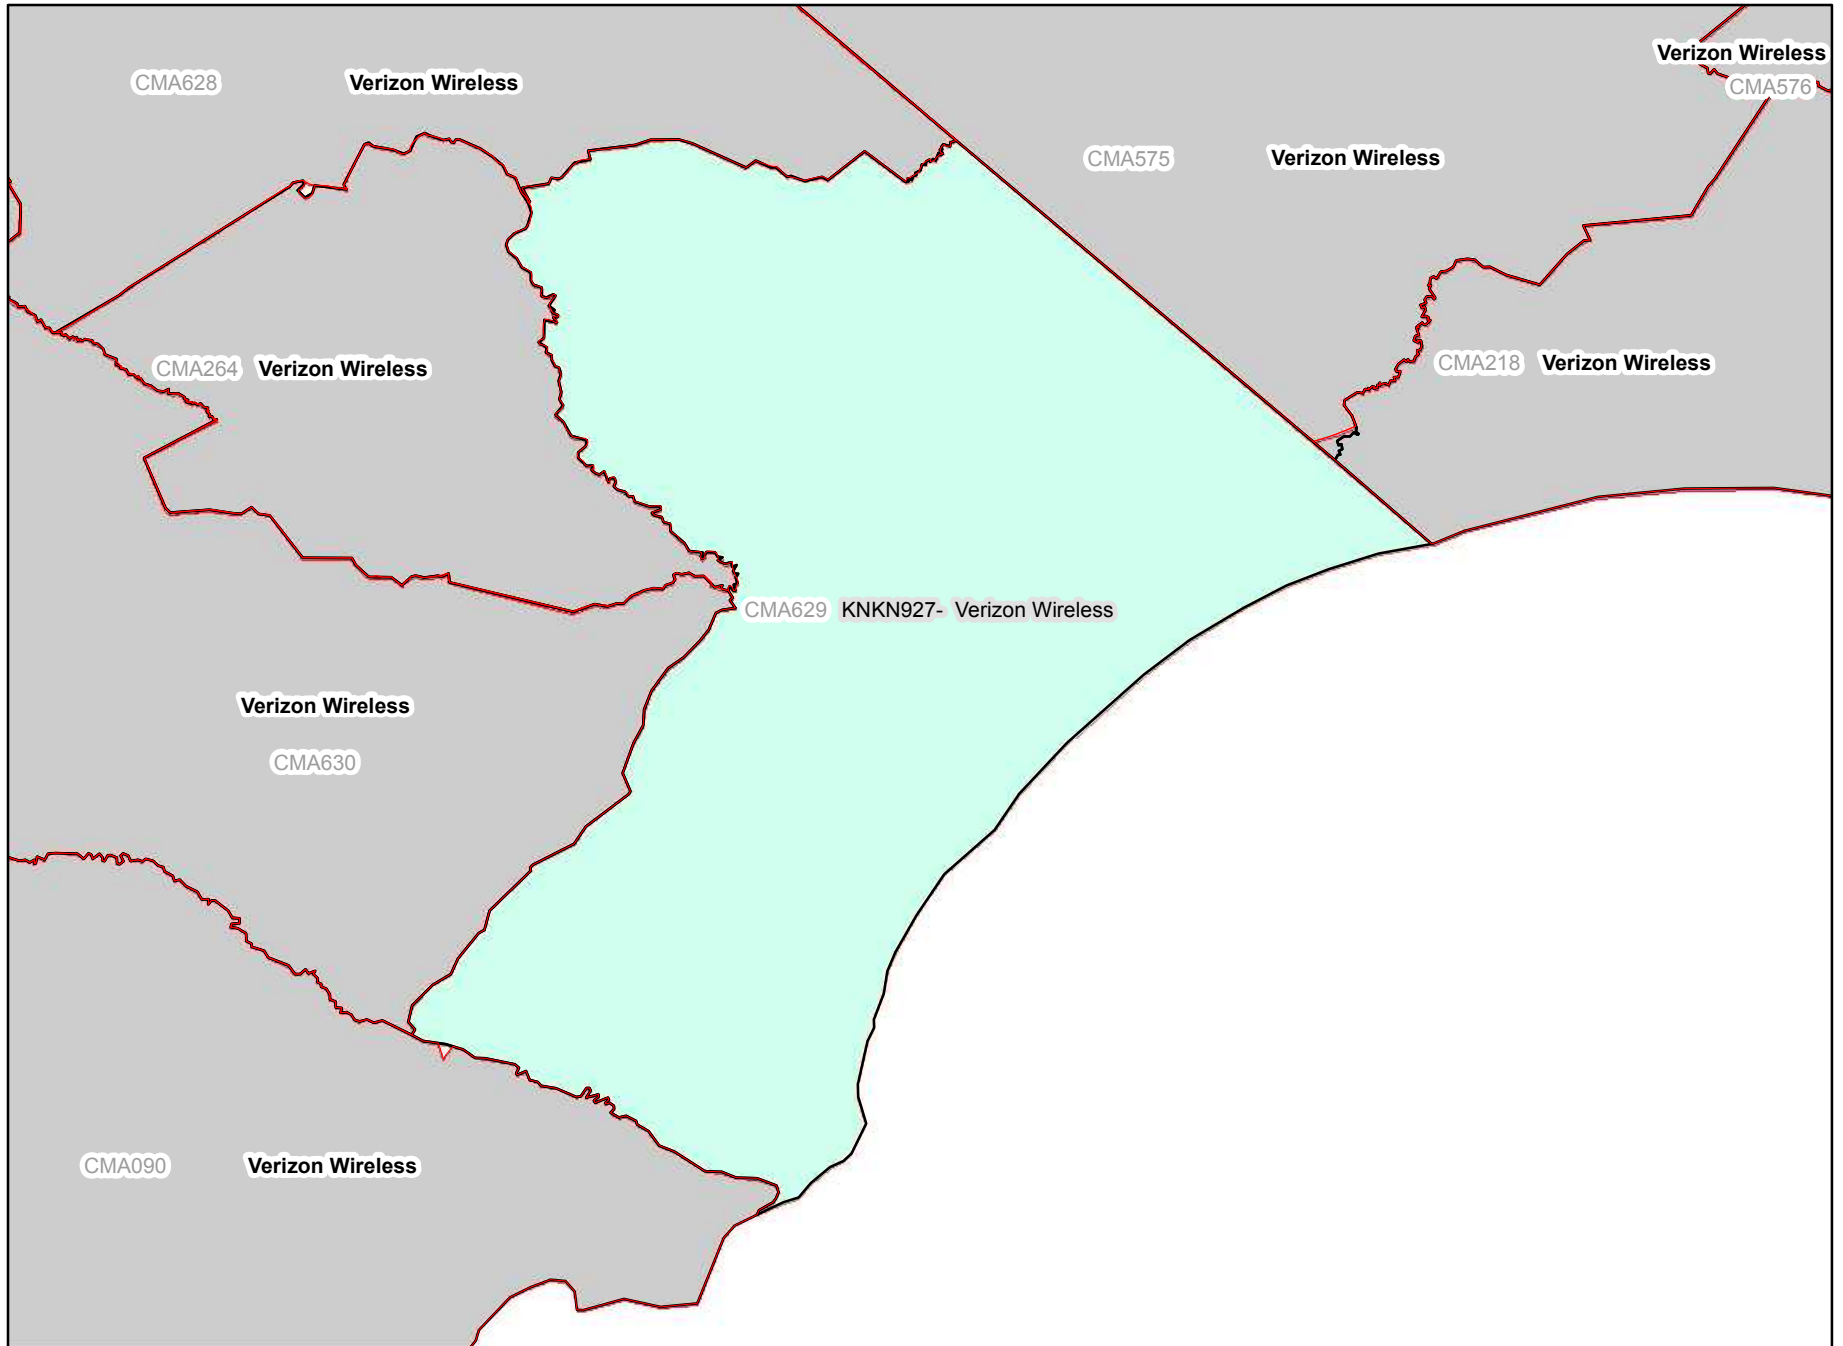 Verizon Wireless
CMA576
CMA628 Verizon Wireless
CMA575 Verizon Wireless
CMA264 Verizon Wireless
CMA218 Verizon Wireless
CMA629 KNKN927- Verizon Wireless
Verizon Wireless
CMA630
CMA090 Verizon Wireless